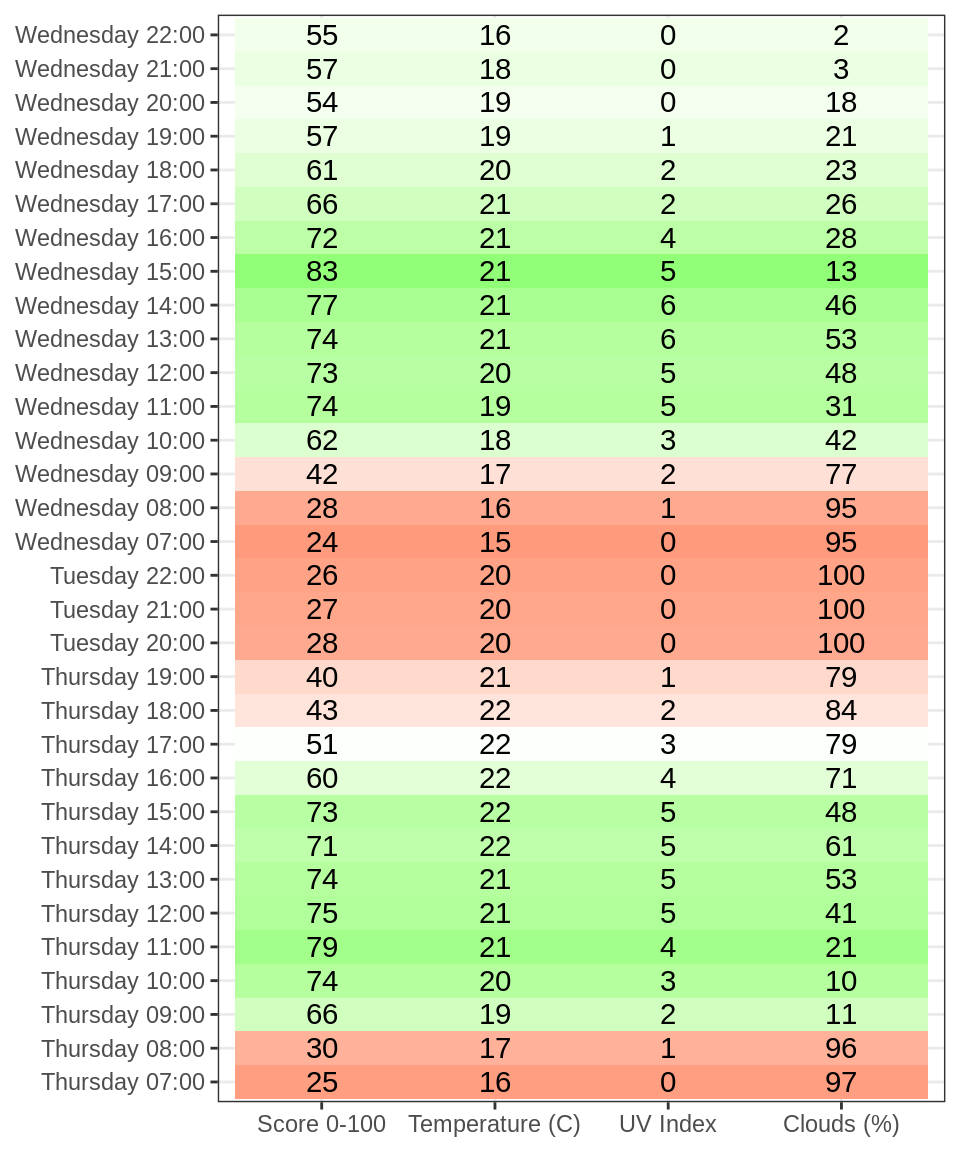 Wednesday 22:00 55 16 0 2
Wednesday 21:00 57 18 0 3
Wednesday 20:00 54 19 0 18
Wednesday 19:00 57 19 1 21
Wednesday 18:00 61 20 2 23
Wednesday 17:00 66 21 2 26
Wednesday 16:00 72 21 4 28
Wednesday 15:00 83 21 5 13
Wednesday 14:00 77 21 6 46
Wednesday 13:00 74 21 6 53
Wednesday 12:00 73 20 5 48
Wednesday 11:00 74 19 5 31
Wednesday 10:00 62 18 3 42
Wednesday 09:00 42 17 2 77
Wednesday 08:00 28 16 1 95
Wednesday 07:00 24 15 0 95
Tuesday 22:00 26 20 0 100
Tuesday 21:00 27 20 0 100
Tuesday 20:00 28 20 0 100
Thursday 19:00 40 21 1 79
Thursday 18:00 43 22 2 84
Thursday 17:00 51 22 3 79
Thursday 16:00 60 22 4 71
Thursday 15:00 73 22 5 48
Thursday 14:00 71 22 5 61
Thursday 13:00 74 21 5 53
Thursday 12:00 75 21 5 41
Thursday 11:00 79 21 4 21
Thursday 10:00 74 20 3 10
Thursday 09:00 66 19 2 11
Thursday 08:00 30 17 1 96
Thursday 07:00 25 16 0 97
Score 0-100 Temperature (C) UV Index Clouds (%)